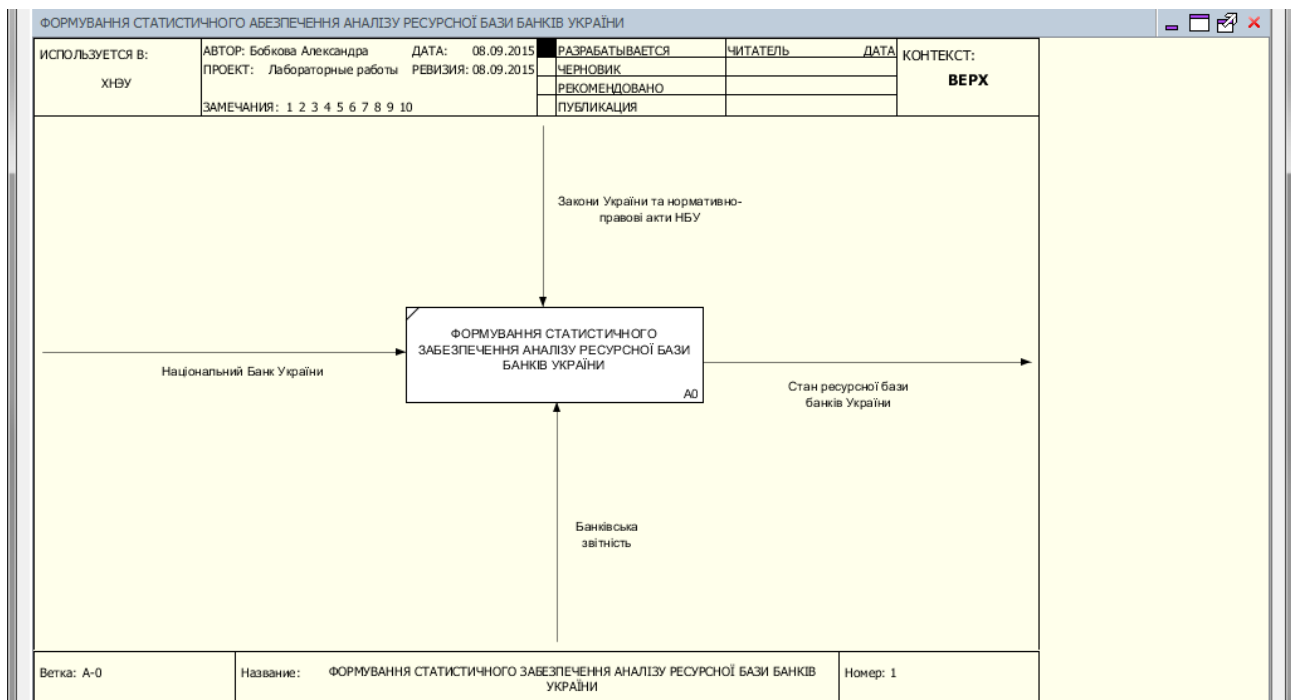 ФОРМУВАННЯ СТАТИСТИЧНОГО АБЕЗПЕЧЕННЯ АНАЛІЗУ РЕСУРСНОЇ БАЗИ БАНКІВ УКРАЇНИ
ИСПОЛЬЗУЕТСЯ В:
ХНЭУ
АВТОР: Бобкова Александра ДАТА: 08.09.2015
ПРОЕКТ: Лабораторные работы РЕВИЗИЯ: 08.09.2015
ЗАМЕЧАНИЯ: 1 2 3 4 5 6 7 8 9 10
РАЗРАБАТЫВАЕТСЯ
ЧЕРНОВИК
РЕКОМЕНДОВАНО
ПУБЛИКАЦИЯ
ЧИТАТЕЛЬ ДАТА
КОНТЕКСТ:
ВЕРХ
Закони України та нормативно-
правові акти НБУ
ФОРМУВАННЯ СТАТИСТИЧНОГО
ЗАБЕЗПЕЧЕННЯ АНАЛІЗУ РЕСУРСНОЇ БАЗИ
БАНКІВ УКРАЇНИ
A0
Національний Банк України
Стан ресурсної бази
банків України
Банківська
звітність
Ветка: A-0
Название: ФОРМУВАННЯ СТАТИСТИЧНОГО ЗАБЕЗПЕЧЕННЯ АНАЛІЗУ РЕСУРСНОЇ БАЗИ БАНКІВ
УКРАЇНИ
Номер: 1